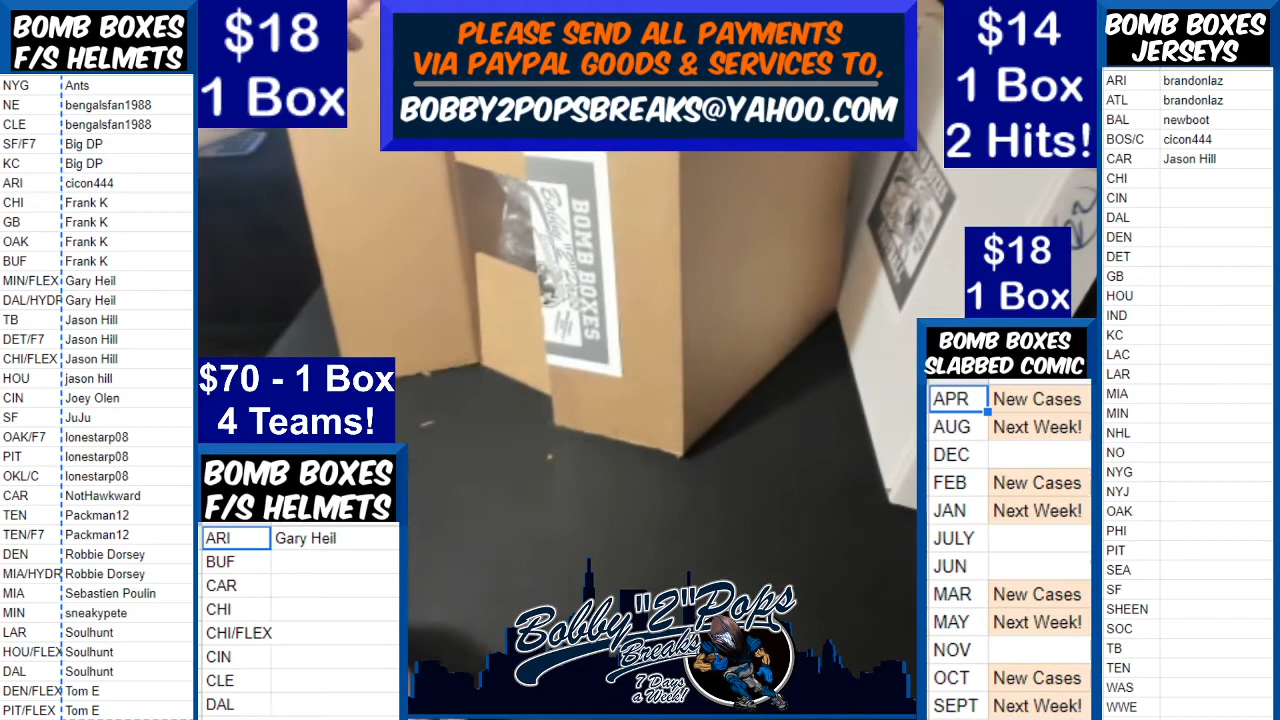 BOMB BOXES
F/S HELMETS
NYG Ants
NE bengalsfan1988
CLE bengalsfan1988
SF/F7 Big DP
KC Big DP
ARI cicon444
CHI Frank K
GB Frank K
OAK Frank K
BUF Frank K
MIN/FLEX Gary Heil
DAL/HYDR Gary Heil
TB Jason Hill
DET/F7 Jason Hill
CHI/FLEX Jason Hill
HOU jason hill
CIN Joey Olen
SF JuJu
OAK/F7 lonestarp08
PIT lonestarp08
OKL/C lonestarp08
CAR NotHawkward
TEN Packman12
TEN/F7 Packman12
DEN Robbie Dorsey
MIA/HYDR Robbie Dorsey
MIA Sebastien Poulin
MIN sneakypete
LAR Soulhunt
HOU/FLEX Soulhunt
DAL Soulhunt
DEN/FLEX Tom E
PIT/FLEX Tom E
$18
1 Box
PLEASE SEND ALL PAYMENTS
VIA PAYPAL GOODS & SERVICES TO,
BOBBY2POPSBREAKS@YAHOO.COM
$14
1 Box
2 Hits!
BOMB BOXES
$70 - 1 Box
4 Teams!
BOMB BOXES
F/S HELMETS
ARI Gary Heil
BUF
CAR
CHI
CHI/FLEX
CIN
CLE
DAL
Bobby "2" Pops
Breaks
7 Days
a Week!
$18
1 Box
BOMB BOXES
SLABBED COMIC
APR New Cases
AUG Next Week!
DEC
FEB New Cases
JAN Next Week!
JULY
JUN
MAR New Cases
MAY Next Week!
NOV
OCT New Cases
SEPT Next Week!
BOMB BOXES
JERSEYS
ARI brandonlaz
ATL brandonlaz
BAL newboot
BOS/C cicon444
CAR Jason Hill
CHI
CIN
DAL
DEN
DET
GB
HOU
IND
KC
LAC
LAR
MIA
MIN
NHL
NO
NYG
NYJ
OAK
PHI
PIT
SEA
SF
SHEEN
SOC
TB
TEN
WAS
WWE